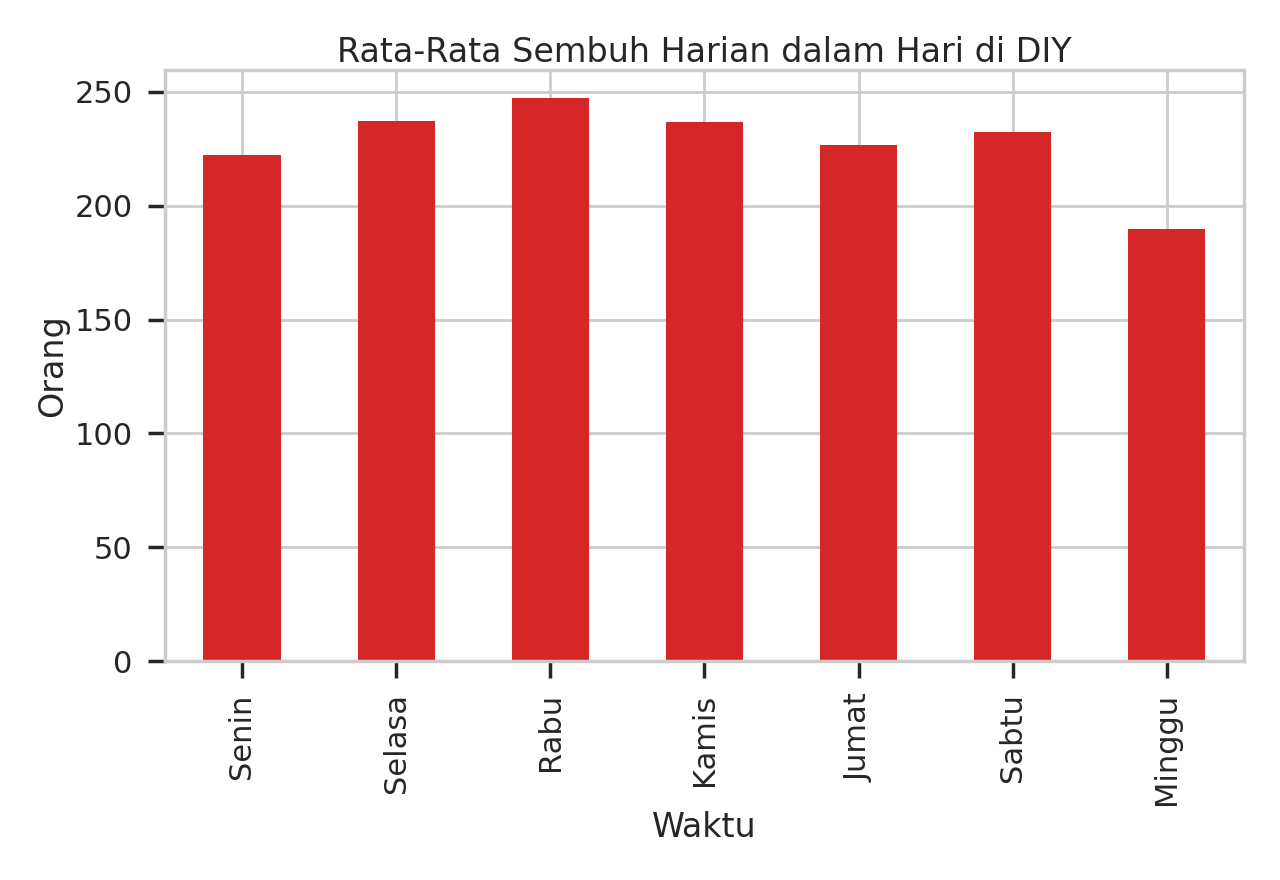 Rata-Rata Sembuh Harian dalam Hari di DIY
250
200
150
100
50
0
Orang
Senin
Selasa
Rabu
Kamis
Jumat
Sabtu
Minggu
Waktu